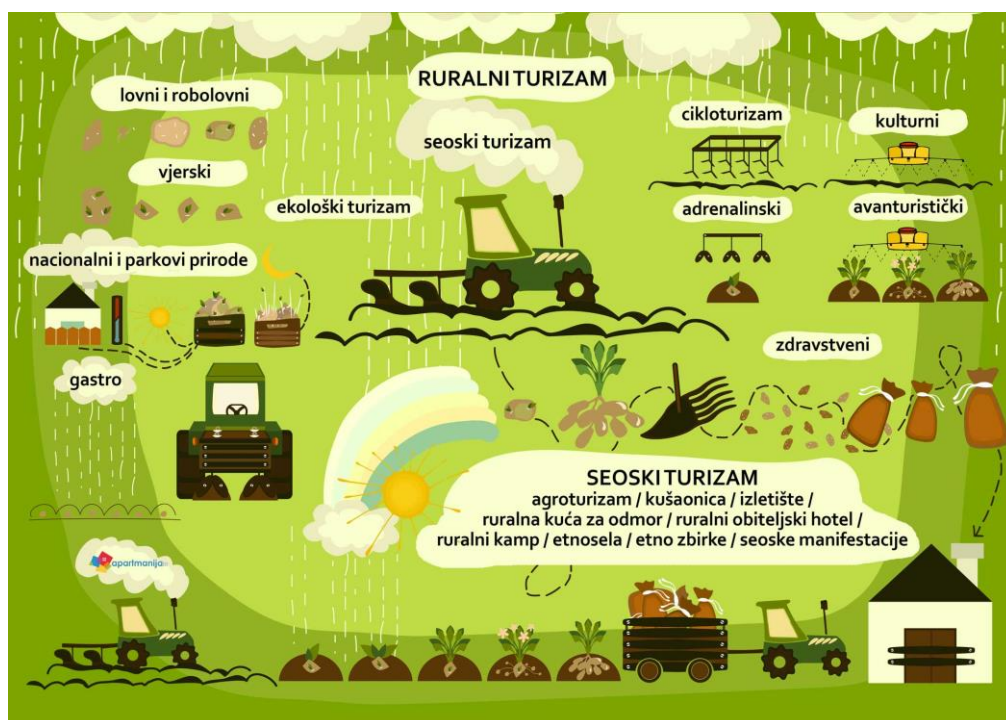 RURALNI TURIZAM
lovni i robolovni
seoski turizam
cikloturizam
kulturni
vjerski
ekološki turizam
adrenalinski
avanturistički
nacionalni i parkovi prirode
zdravstveni
gastro
SEOSKI TURIZAM
agroturizam / kušaonica / izletište /
ruralna kuća za odmor / ruralni obiteljski hotel /
ruralni kamp / etnosela / etno zbirke / seoske manifestacije
apartmanija